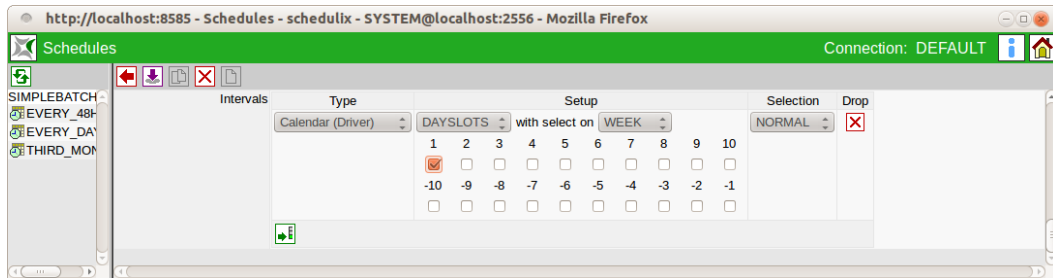 http://localhost:8585 - Schedules - schedulix - SYSTEM@localhost:2556 - Mozilla Firefox
Schedules Connection: DEFAULT
SIMPLEBATCH
EVERY_48H
EVERY_DAY
THIRD_MON
Intervals Type Setup Selection Drop
Calendar (Driver) DAYSLOTS with select on WEEK NORMAL
1 2 3 4 5 6 7 8 9 10
-10 -9 -8 -7 -6 -5 -4 -3 -2 -1